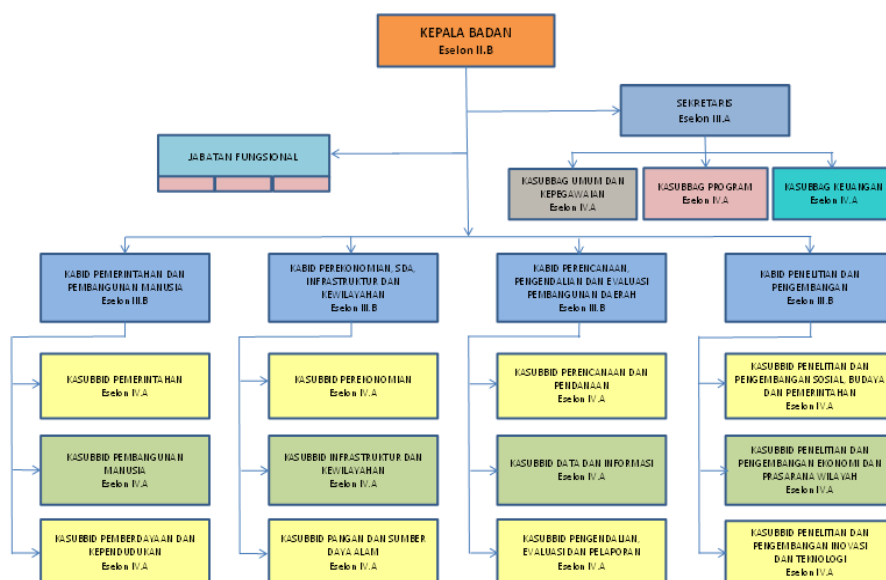 KEPALA BADAN
Eselon II.B
SEKRETARIS
Eselon III.A
JABATAN FUNGSIONAL
KASUBBAG UMUM DAN
KEPEGAWAIAN
Eselon IV.A
KASUBBAG PROGRAM
Eselon IV.A
KASUBBAG KEUANGAN
Eselon IV.A
KABID PEMERINTAHAN DAN
PEMBANGUNAN MANUSIA
Eselon III.B
KABID PEREKONOMIAN, SDA,
INFRASTRUKTUR DAN
KEWILAYAHAN
Eselon III.B
KABID PERENCANAAN,
PENGENDALIAN DAN EVALUASI
PEMBANGUNAN DAERAH
Eselon III.B
KABID PENELITIAN DAN
PENGEMBANGAN
Eselon III.B
KASUBBID PEMERINTAHAN
Eselon IV.A
KASUBBID PEREKONOMIAN
Eselon IV.A
KASUBBID PERENCANAAN DAN
PENDANAAN
Eselon IV.A
KASUBBID PENELITIAN DAN
PENGEMBANGAN SOSIAL, BUDAYA
DAN PEMERINTAHAN
Eselon IV.A
KASUBBID PEMBANGUNAN
MANUSIA
Eselon IV.A
KASUBBID INFRASTRUKTUR DAN
KEWILAYAHAN
Eselon IV.A
KASUBBID DATA DAN INFORMASI
Eselon IV.A
KASUBBID PENELITIAN DAN
PENGEMBANGAN EKONOMI DAN
PRASARANA WILAYAH
Eselon IV.A
KASUBBID PEMBERDAYAAN DAN
KEPENDUDUKAN
Eselon IV.A
KASUBBID PANGAN DAN SUMBER
DAYA ALAM
Eselon IV.A
KASUBBID PENGENDALIAN,
EVALUASI DAN PELAPORAN
Eselon IV.A
KASUBBID PENELITIAN DAN
PENGEMBANGAN INOVASI
DAN TEKNOLOGI
Eselon IV.A